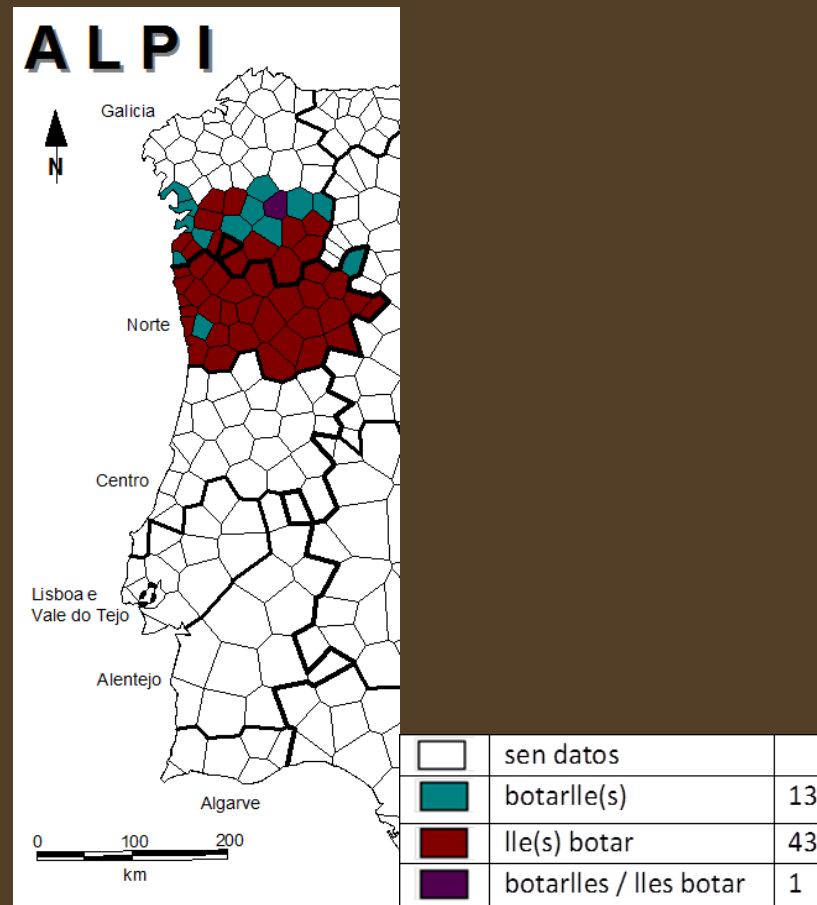 ALPI
Galicia
N
Norte
Centro
Lisboa e
Vale do Tejo
Alentejo
Algarve
0 100 200
km
sen datos
botarlle(s) 13
lle(s) botar 43
botarlles / lles botar 1